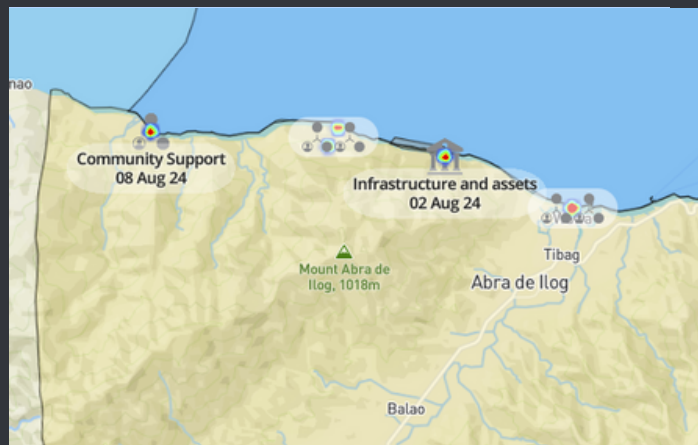 nao
Community Support
08 Aug 24
Infrastructure and assets
02 Aug 24
Tibag
Mount Abra de
Ilog, 1018m
Abra de Ilog
Balao